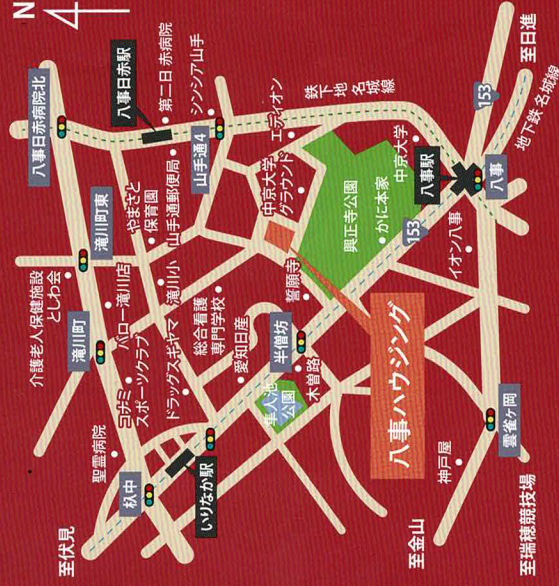 N
八事日赤病院北
八事日赤駅
第二日赤病院
シンシア山手
山手通4
エディオン
鉄下地 名城線
153
至日進
地下鉄 名城線
滝川町東
やまざと
保育園
山手通郵便局
中京大学
グラウンド
興正寺公園
かに本家
中京大学
八事駅
八事
153
イオン八事
介護老人保健施設
としわ会
滝川町
バロー滝川店
滝川小
誓願寺
総合看護
専門学校
愛知日産
半僧坊
木曽路
八事ハウジング
コナミ
スポーツクラブ
ドラッグスギヤマ
隼人池
公園
雲雀ヶ岡
聖霊病院
杁中
いりなか駅
神戸屋
至伏見
至金山
至瑞穂競技場